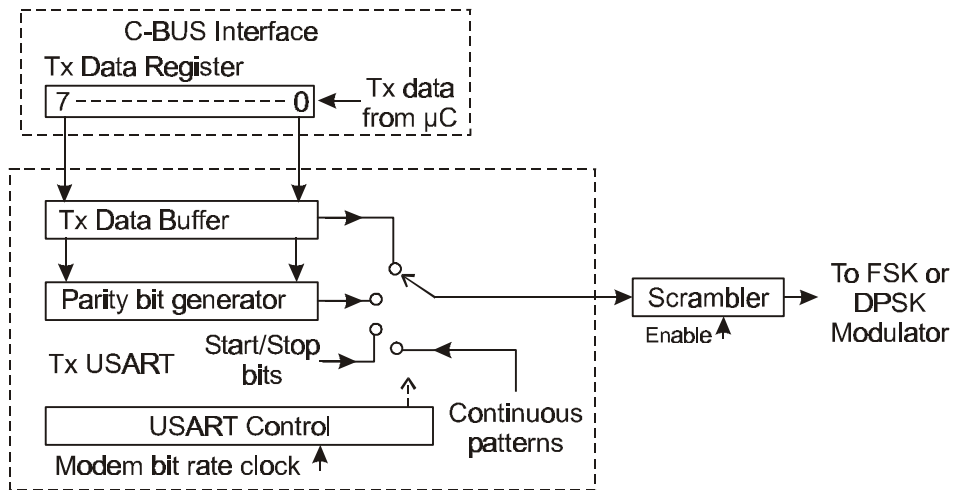 C-BUS Interface
Tx Data Register
7 0
Tx data
from µC
Tx Data Buffer
Parity bit generator
Start/Stop
bits
Tx USART
Continuous
patterns
USART Control
Modem bit rate clock
Scrambler
Enable
To FSK or
DPSK
Modulator